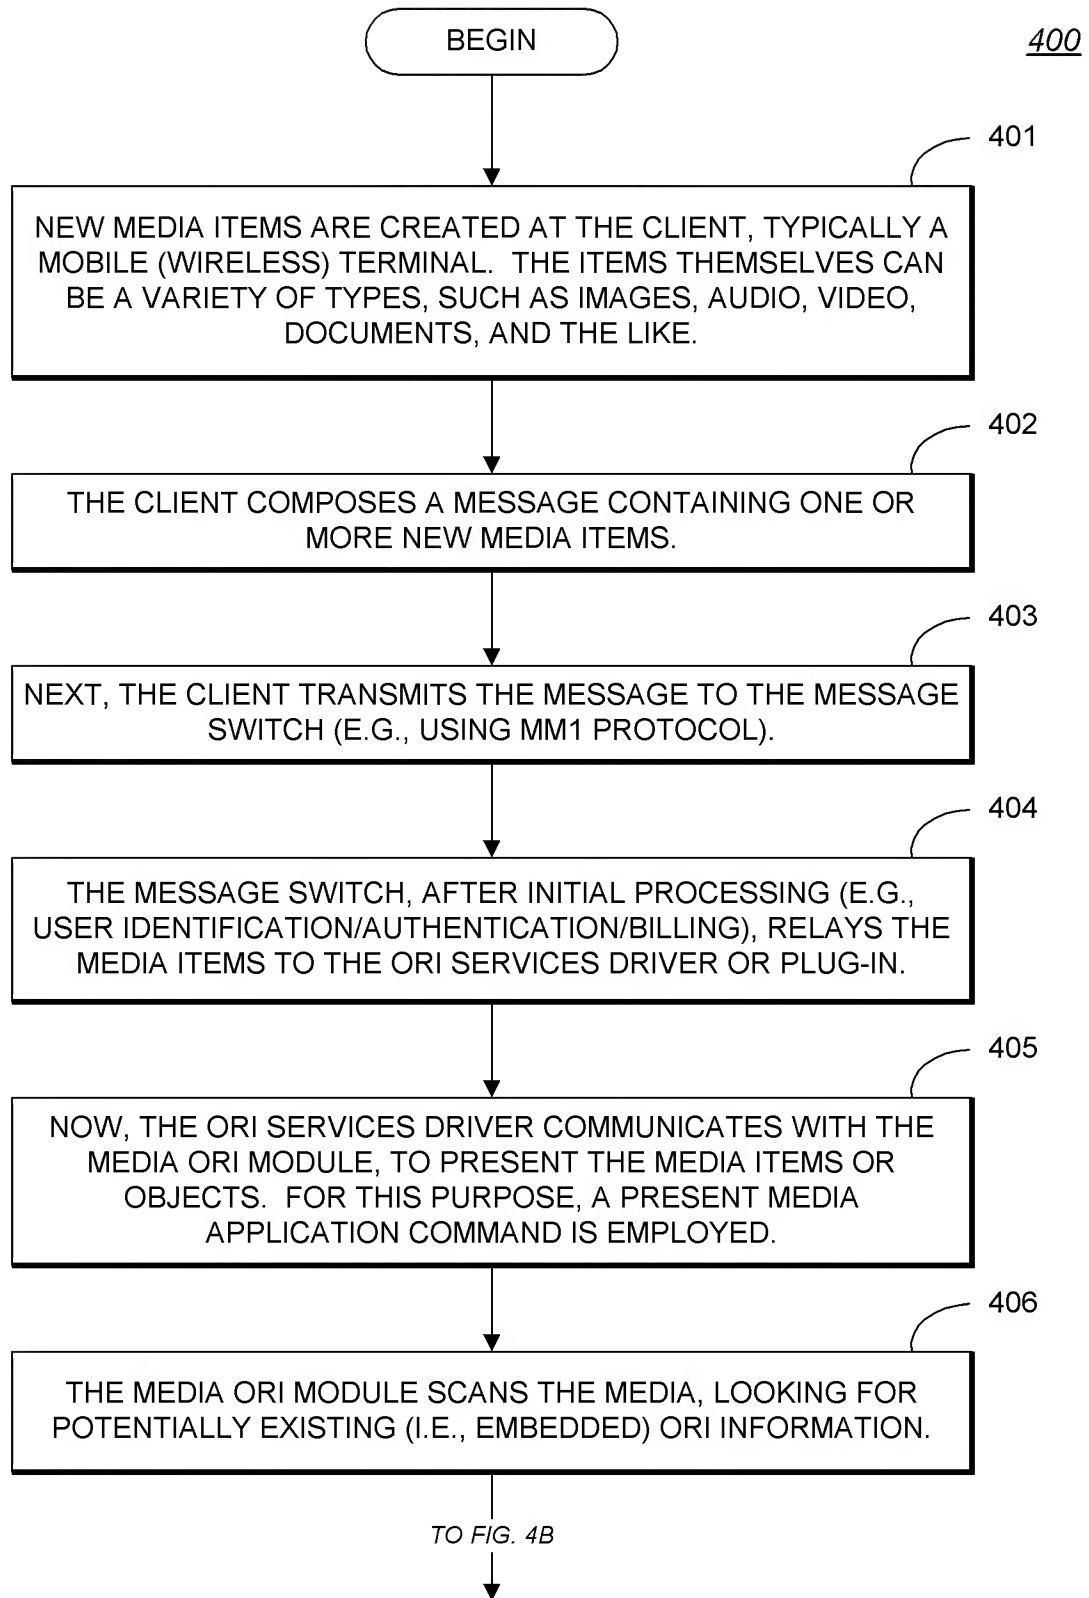 BEGIN
400
401
NEW MEDIA ITEMS ARE CREATED AT THE CLIENT, TYPICALLY A
MOBILE (WIRELESS) TERMINAL. THE ITEMS THEMSELVES CAN
BE A VARIETY OF TYPES, SUCH AS IMAGES, AUDIO, VIDEO,
DOCUMENTS, AND THE LIKE.
402
THE CLIENT COMPOSES A MESSAGE CONTAINING ONE OR
MORE NEW MEDIA ITEMS.
403
NEXT, THE CLIENT TRANSMITS THE MESSAGE TO THE MESSAGE
SWITCH (E.G., USING MM1 PROTOCOL).
404
THE MESSAGE SWITCH, AFTER INITIAL PROCESSING (E.G.,
USER IDENTIFICATION/AUTHENTICATION/BILLING), RELAYS THE
MEDIA ITEMS TO THE ORI SERVICES DRIVER OR PLUG-IN.
405
NOW, THE ORI SERVICES DRIVER COMMUNICATES WITH THE
MEDIA ORI MODULE, TO PRESENT THE MEDIA ITEMS OR
OBJECTS. FOR THIS PURPOSE, A PRESENT MEDIA
APPLICATION COMMAND IS EMPLOYED.
406
THE MEDIA ORI MODULE SCANS THE MEDIA, LOOKING FOR
POTENTIALLY EXISTING (I.E., EMBEDDED) ORI INFORMATION.
TO FIG. 4B